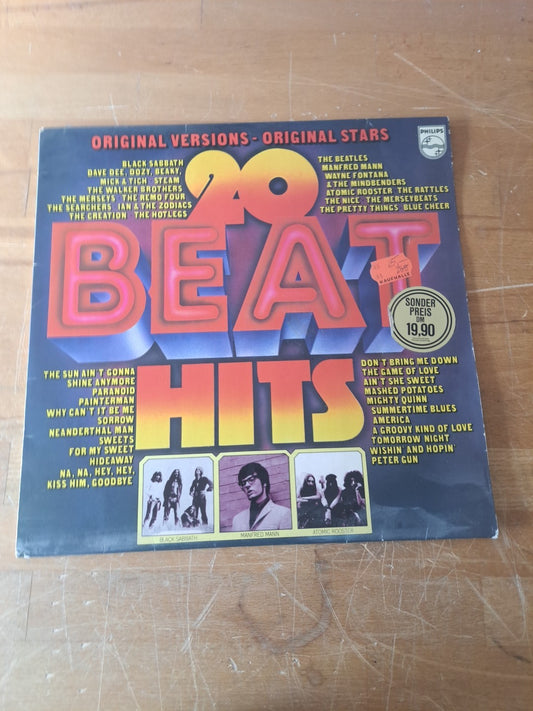 ORIGINAL VERSIONS - ORIGINAL STARS
PHILIPS
BLACK SABBATH
DAVE DEE, DOZY, BEAKY,
MICK & TICH · STEAM
THE WALKER BROTHERS
THE MERSEYS THE REMO FOUR
THE SEARCHERS IAN & THE ZODIACS
THE CREATION THE HOTLEGS
THE BEATLES
MANFRED MANN
WAYNE FONTANA
& THE MINDBENDERS
ATOMIC ROOSTER THE RATTLES
THE NICE THE MERSEYBEATS
THE PRETTY THINGS BLUE CHEER
20
BEAT
HITS
SONDER
PREIS
DM
19,90
THE SUN AIN'T GONNA
SHINE ANYMORE
PARANOID
PAINTERMAN
WHY CAN'T IT BE ME
SORROW
NEANDERTHAL MAN
SWEETS
FOR MY SWEET
HIDEAWAY
NA, NA, HEY, HEY,
KISS HIM, GOODBYE
DON'T BRING ME DOWN
THE GAME OF LOVE
AIN'T SHE SWEET
MASHED POTATOES
MIGHTY QUINN
SUMMERTIME BLUES
AMERICA
A GROOVY KIND OF LOVE
TOMORROW NIGHT
WISHIN' AND HOPIN'
PETER GUN
BLACK SABBATH
MANFRED MANN
ATOMIC ROOSTER